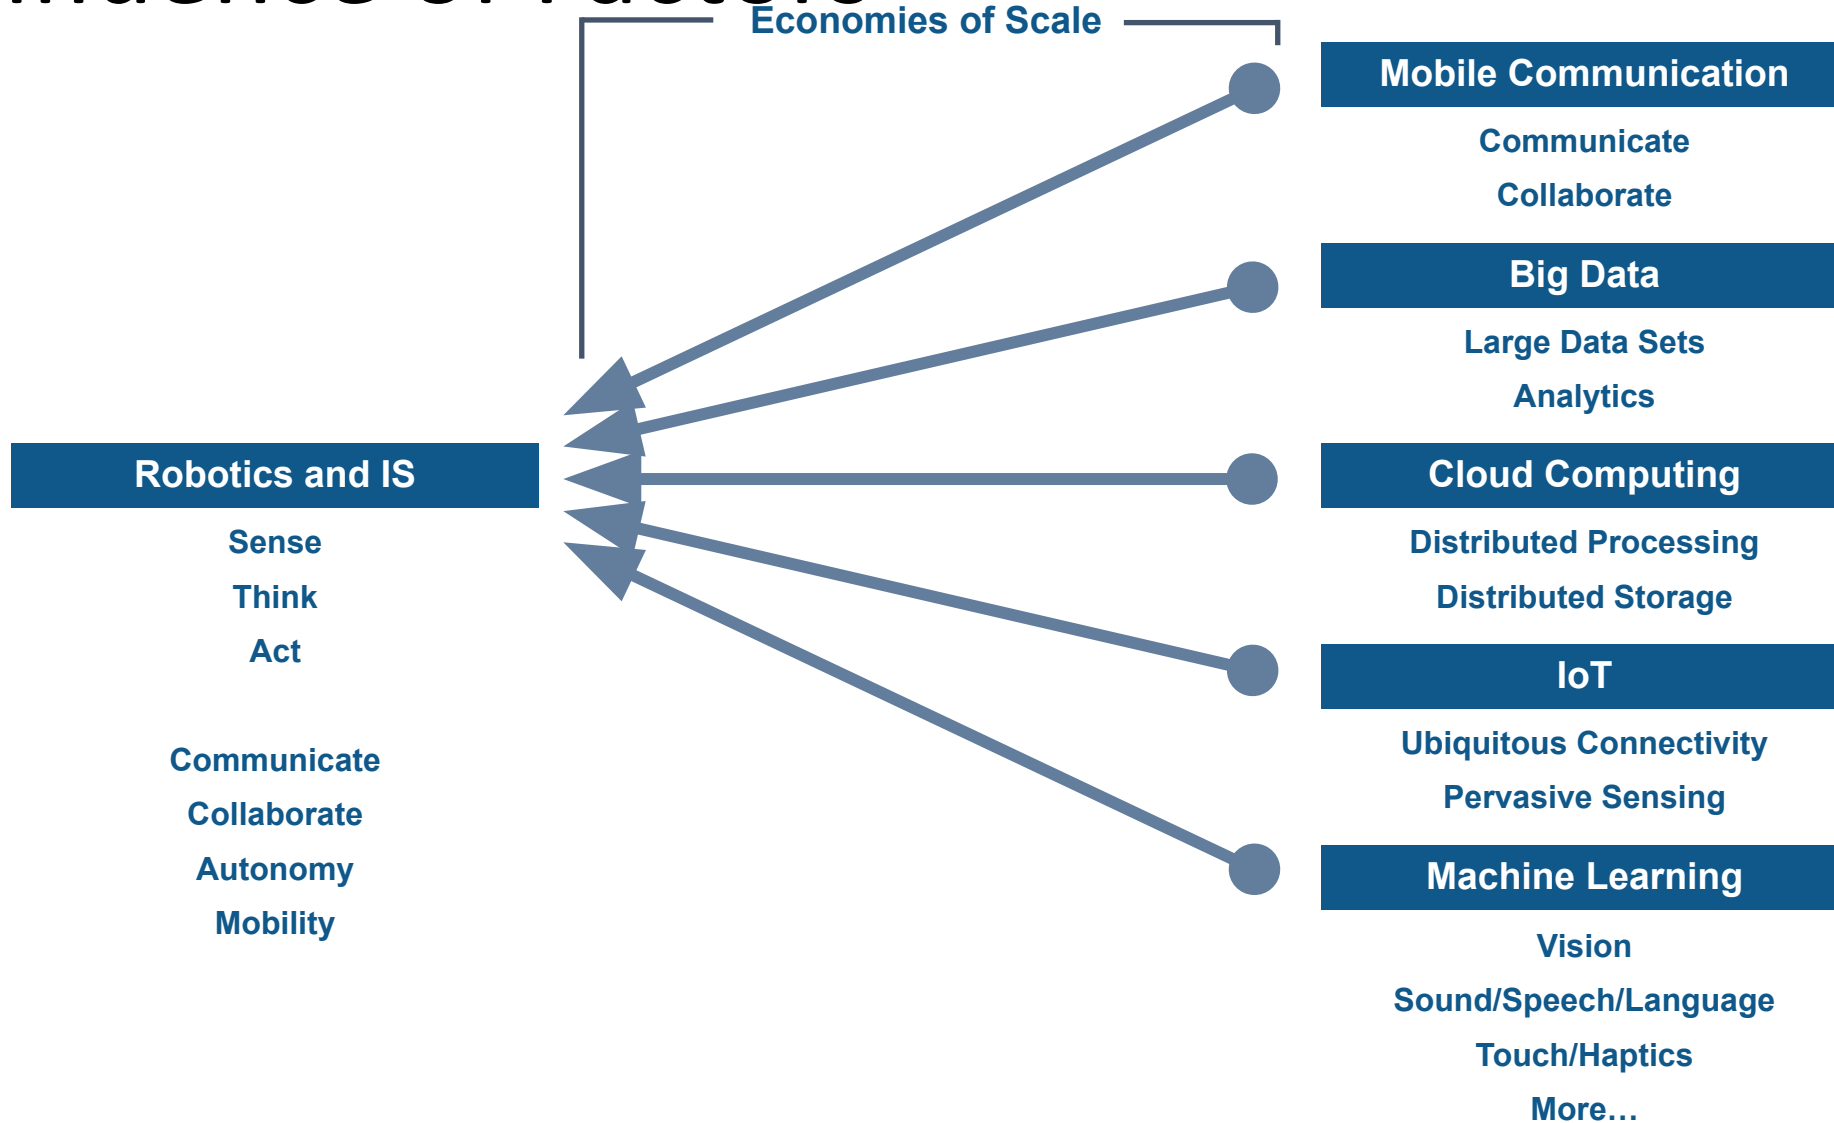 Economies of Scale
Mobile Communication
Communicate
Collaborate
Big Data
Large Data Sets
Analytics
Robotics and IS
Sense
Think
Act
Communicate
Collaborate
Autonomy
Mobility
Cloud Computing
Distributed Processing
Distributed Storage
IoT
Ubiquitous Connectivity
Pervasive Sensing
Machine Learning
Vision
Sound/Speech/Language
Touch/Haptics
More…